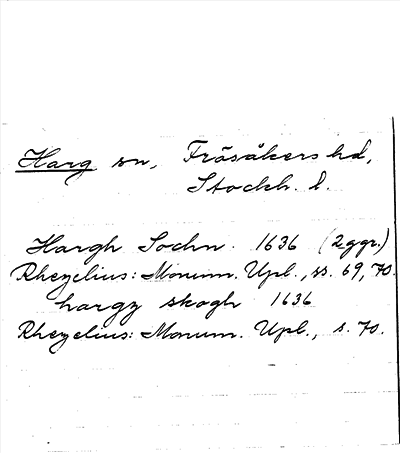 Harg sn, Frösåkers hd,
Stockh. l.
Hargh Sochn. 1636 (2ggr.)
Rhezelius: Monum. Upl., ss. 69, 70.
hargz skogh 1636
Rhezelius: Monum. Upl., s. 70.